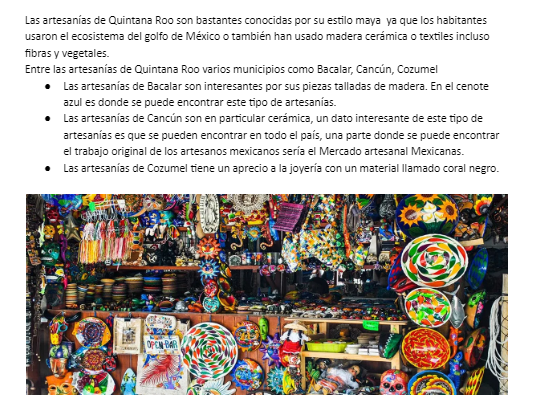 Las artesanías de Quintana Roo son bastantes conocidas por su estilo maya  ya que los habitantes
usaron el ecosistema del golfo de México o también han usado madera cerámica o textiles incluso
fibras y vegetales.
Entre las artesanías de Quintana Roo varios municipios como Bacalar, Cancún, Cozumel
● Las artesanías de Bacalar son interesantes por sus piezas talladas de madera. En el cenote
azul es donde se puede encontrar este tipo de artesanías.
● Las artesanías de Cancún son en particular cerámica, un dato interesante de este tipo de
artesanías es que se pueden encontrar en todo el país, una parte donde se puede encontrar
el trabajo original de los artesanos mexicanos sería el Mercado artesanal Mexicanas.
● Las artesanías de Cozumel tiene un aprecio a la joyería con un material llamado coral negro.
OPEN BAR